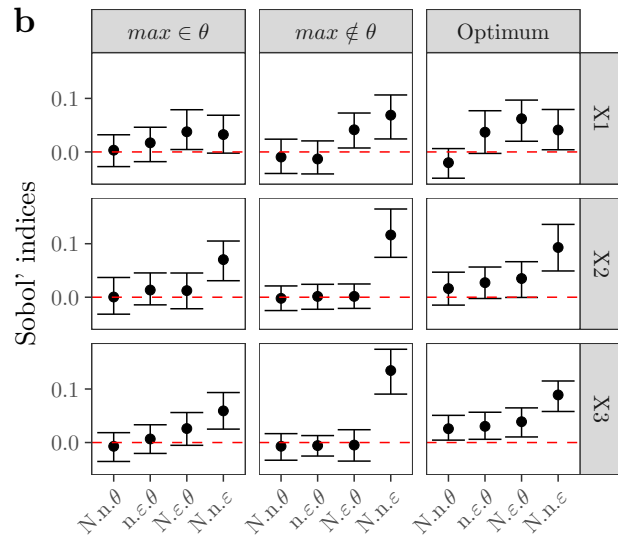 b
max ∈ θ
max ∉ θ
Optimum
Sobol' indices
0.1
0.0
X1
0.1
0.0
X2
0.1
0.0
X3
N.n.θ
n.ε.θ
N.ε.θ
N.n.ε
N.n.θ
n.ε.θ
N.ε.θ
N.n.ε
N.n.θ
n.ε.θ
N.ε.θ
N.n.ε